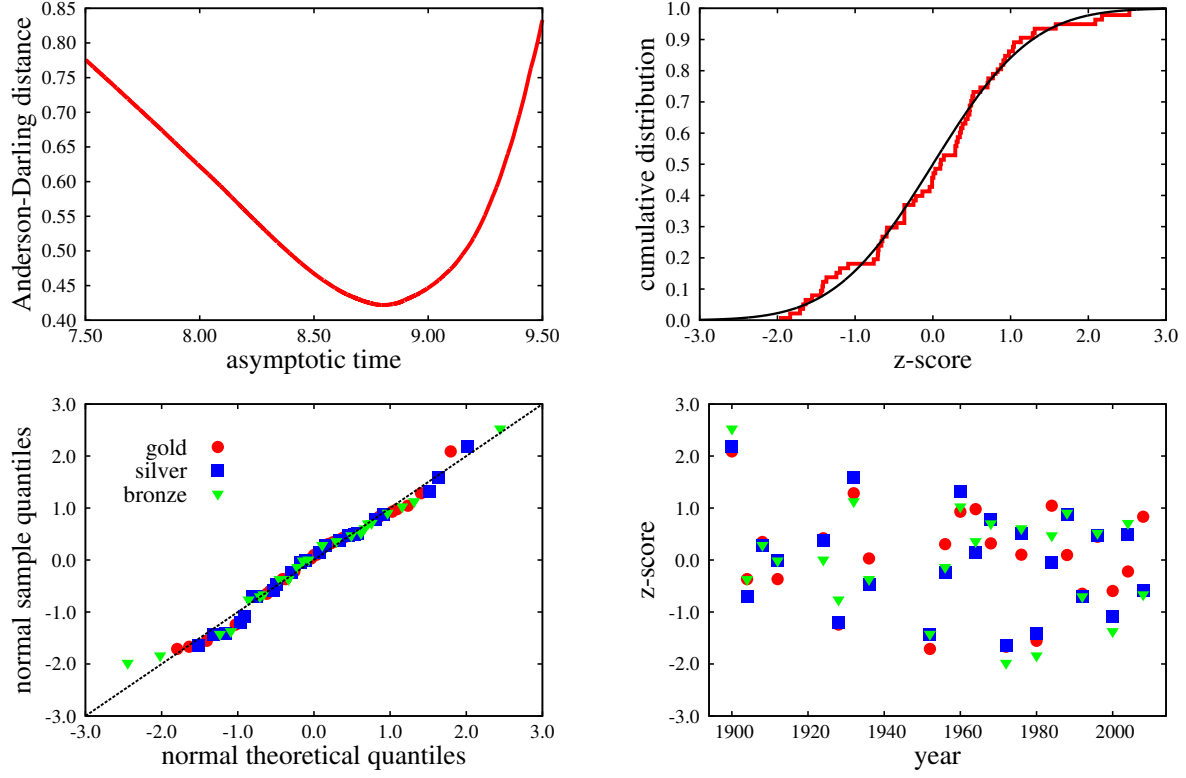 Anderson-Darling distance
0.85
0.80
0.75
0.70
0.65
0.60
0.55
0.50
0.45
0.40
7.50 8.00 8.50 9.00 9.50
asymptotic time
cumulative distribution
1.0
0.9
0.8
0.7
0.6
0.5
0.4
0.3
0.2
0.1
0.0
-3.0 -2.0 -1.0 0.0 1.0 2.0 3.0
z-score
normal sample quantiles
3.0
2.0
1.0
0.0
-1.0
-2.0
-3.0
gold
silver
bronze
-3.0 -2.0 -1.0 0.0 1.0 2.0 3.0
normal theoretical quantiles
z-score
3.0
2.0
1.0
0.0
-1.0
-2.0
-3.0
1900 1920 1940 1960 1980 2000
year